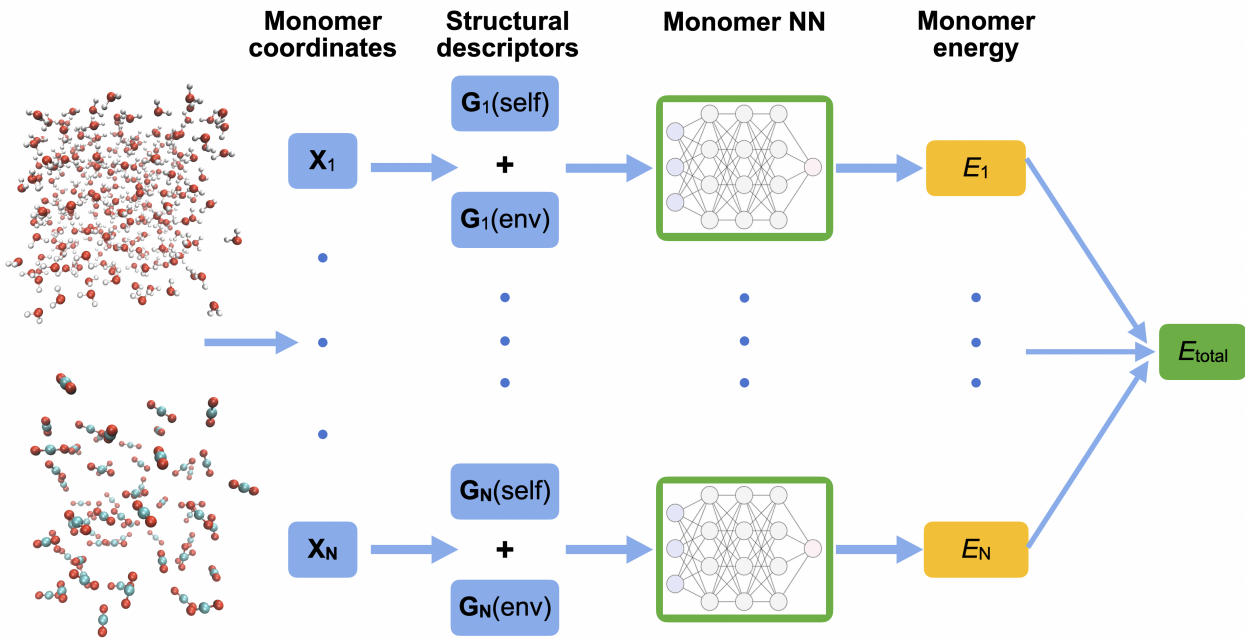 Monomer
coordinates
Structural
descriptors
Monomer NN
Monomer
energy
G1(self)
X1
+
G1(env)
E1
Etotal
GN(self)
XN
+
GN(env)
EN